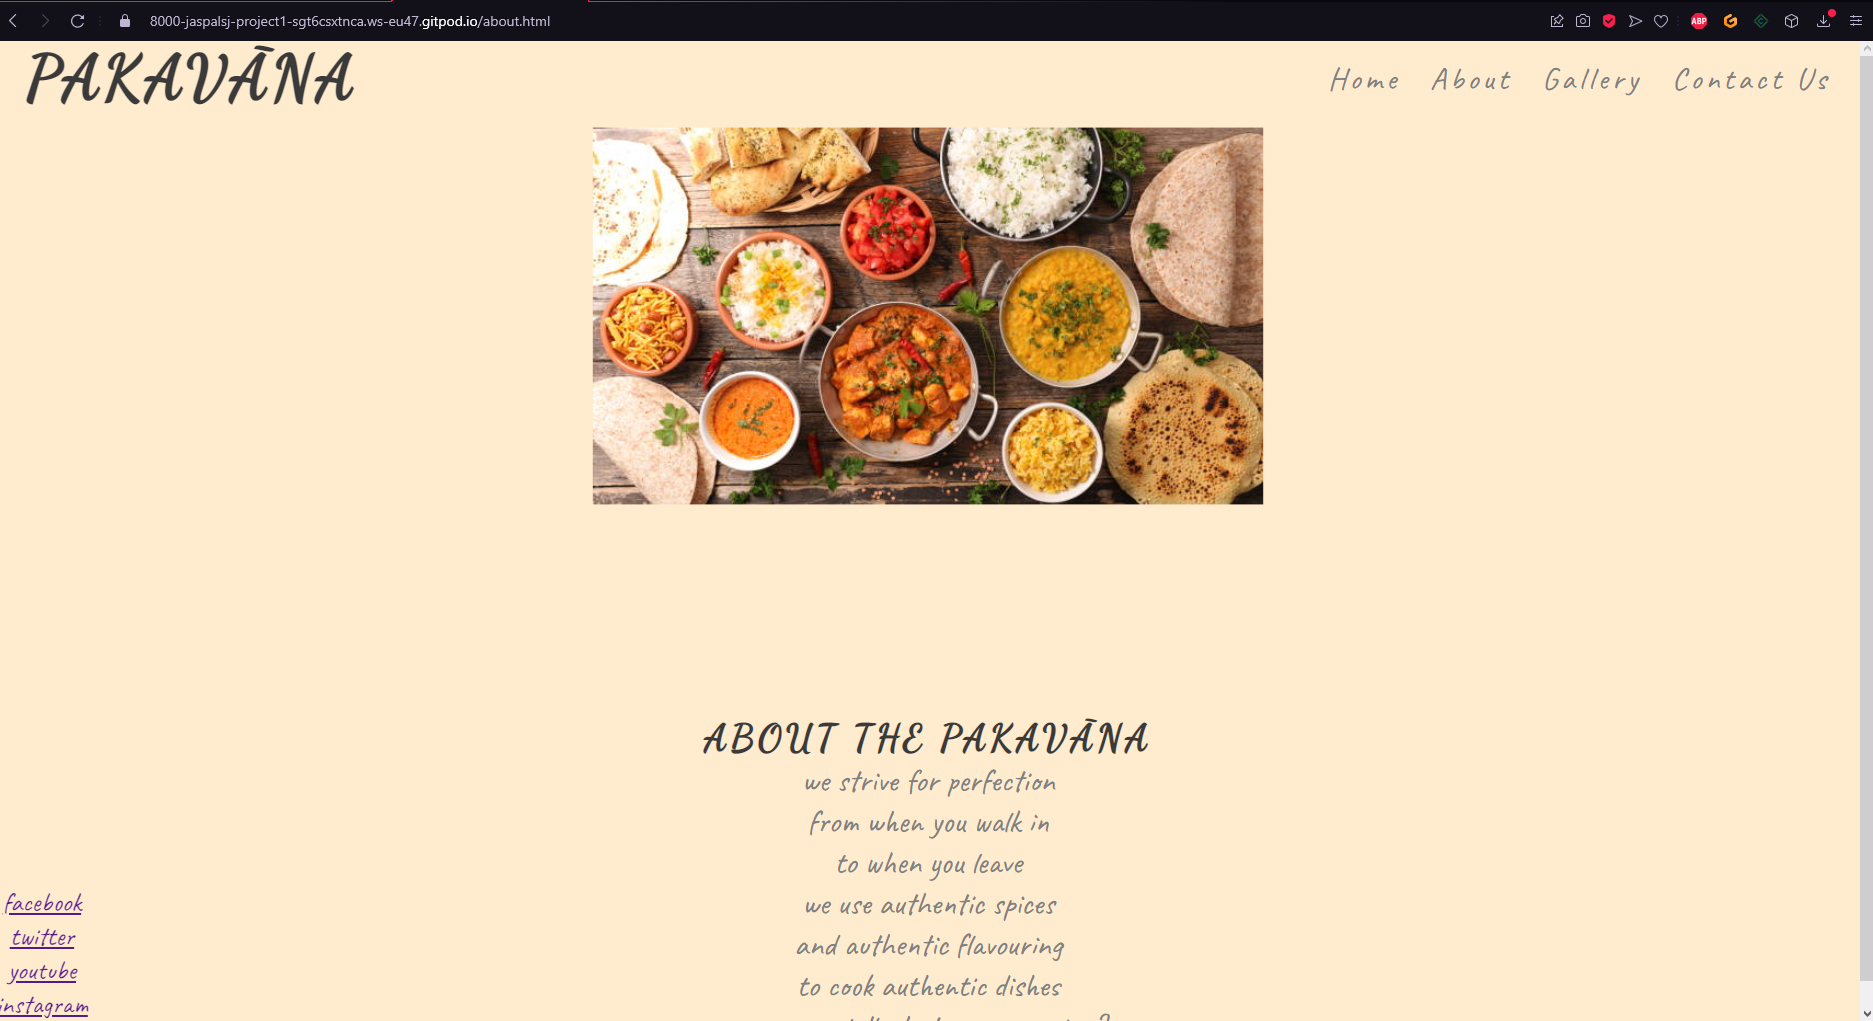 8000-jaspalsj-project1-sgt6csxtnca.ws-eu47.gitpod.io/about.html
ABP
PAKAVĀNA
Home About Gallery Contact Us
ABOUT THE PAKAVĀNA
we strive for perfection
from when you walk in
to when you leave
we use authentic spices
and authentic flavouring
to cook authentic dishes
facebook
twitter
youtube
instagram